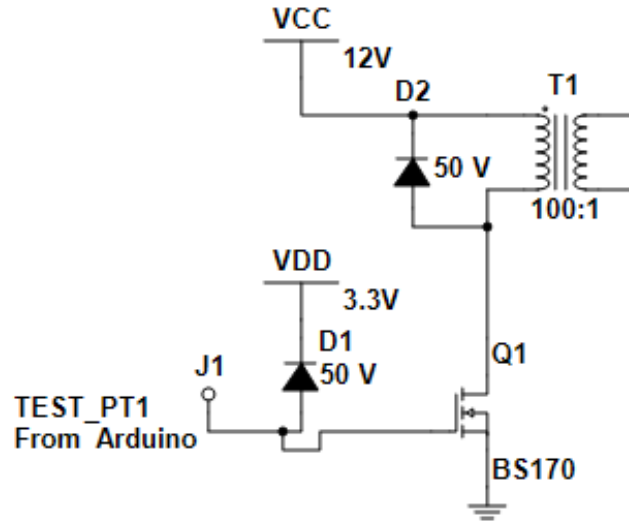 VCC
12V
D2
T1
50 V
100:1
VDD
3.3V
D1
50 V
J1
Q1
TEST_PT1
From Arduino
BS170